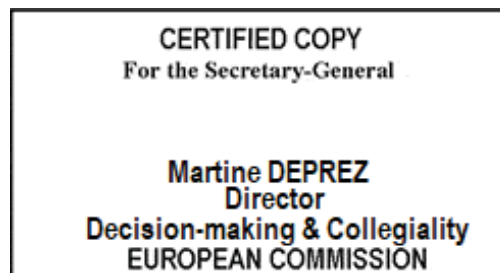 CERTIFIED COPY
For the Secretary-General
Martine DEPREZ
Director
Decision-making & Collegiality
EUROPEAN COMMISSION